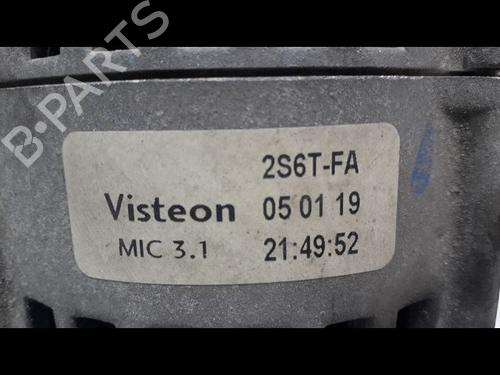 B-PARTS
2S6T-FA
Visteon 05 01 19
MIC 3.1 21:49:52